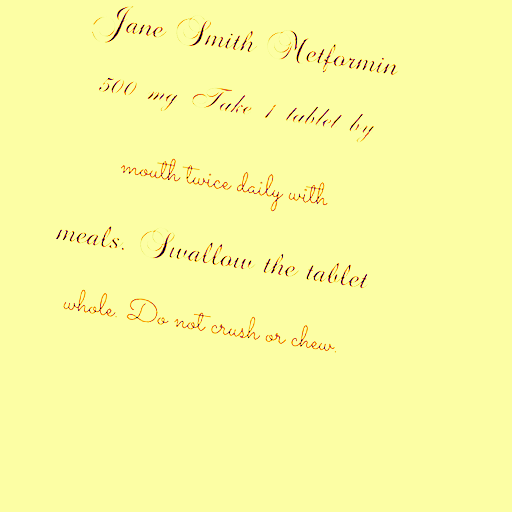 Jane Smith Metformin
500 mg Take 1 tablet by
mouth twice daily with
meals. Swallow the tablet
whole. Do not crush or chew.